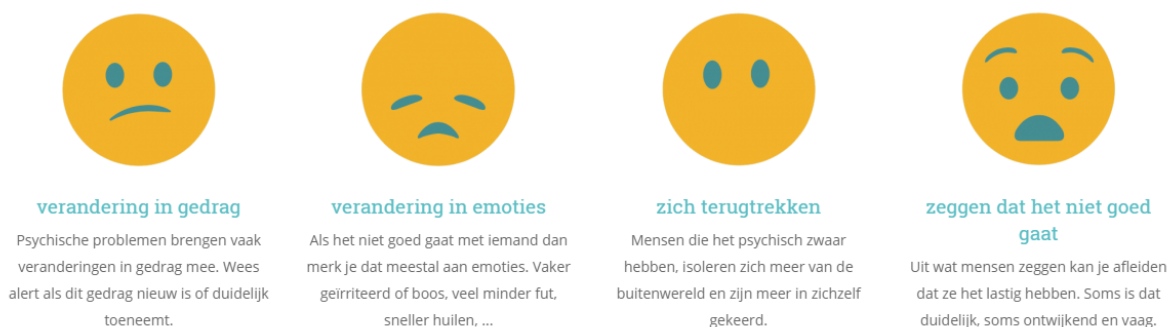 verandering in gedrag
Psychische problemen brengen vaak
veranderingen in gedrag mee. Wees
alert als dit gedrag nieuw is of duidelijk
toeneemt.
verandering in emoties
Als het niet goed gaat met iemand dan
merk je dat meestal aan emoties. Vaker
geïrriteerd of boos, veel minder fut,
sneller huilen, ...
zich terugtrekken
Mensen die het psychisch zwaar
hebben, isoleren zich meer van de
buitenwereld en zijn meer in zichzelf
gekeerd.
zeggen dat het niet goed
gaat
Uit wat mensen zeggen kan je afleiden
dat ze het lastig hebben. Soms is dat
duidelijk, soms ontwijkend en vaag.